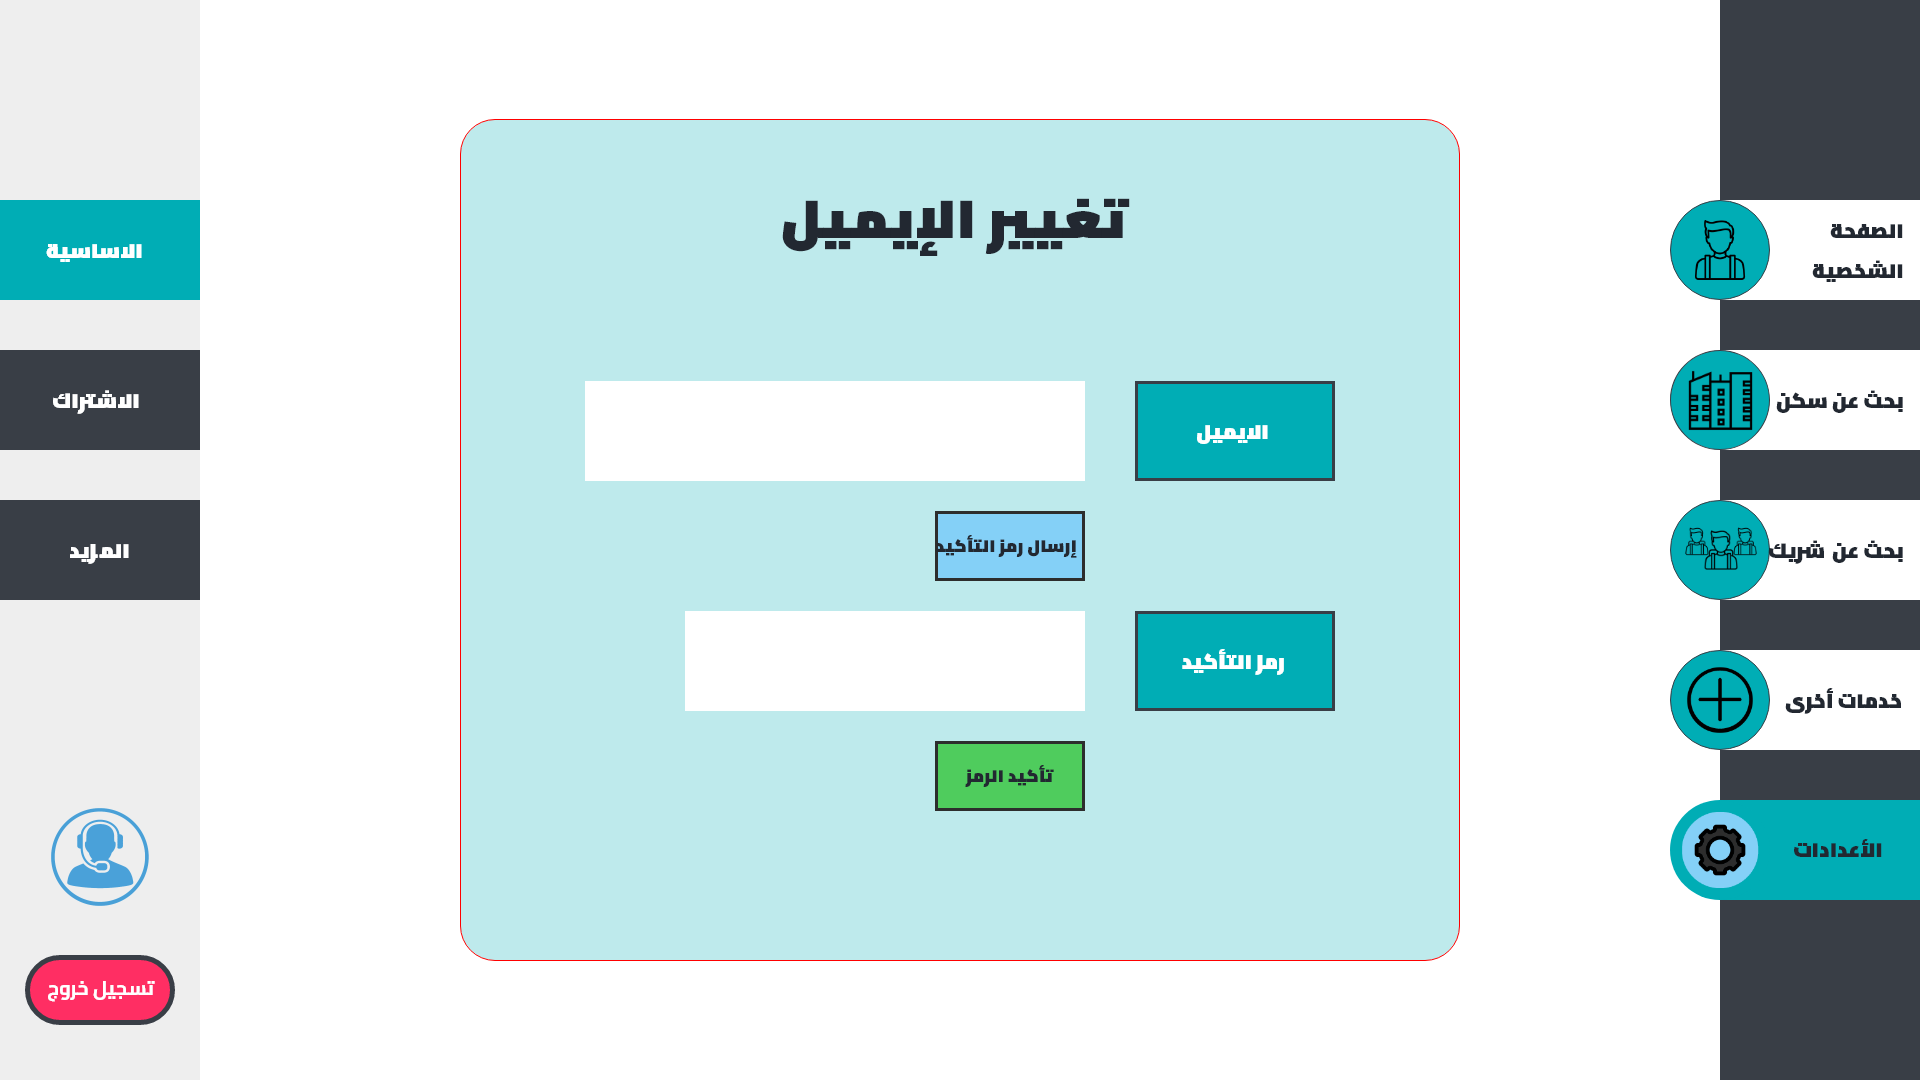 الصفحة
الشخصية
بحث عن سكن
بحث عن شريك
خدمات أخرى
الأعدادات
تغيير الإيميل
الايميل
إرسال رمز التأكيد
رمز التأكيد
تأكيد الرمز
الاساسية
الاشتراك
المزيد
تسجيل خروج